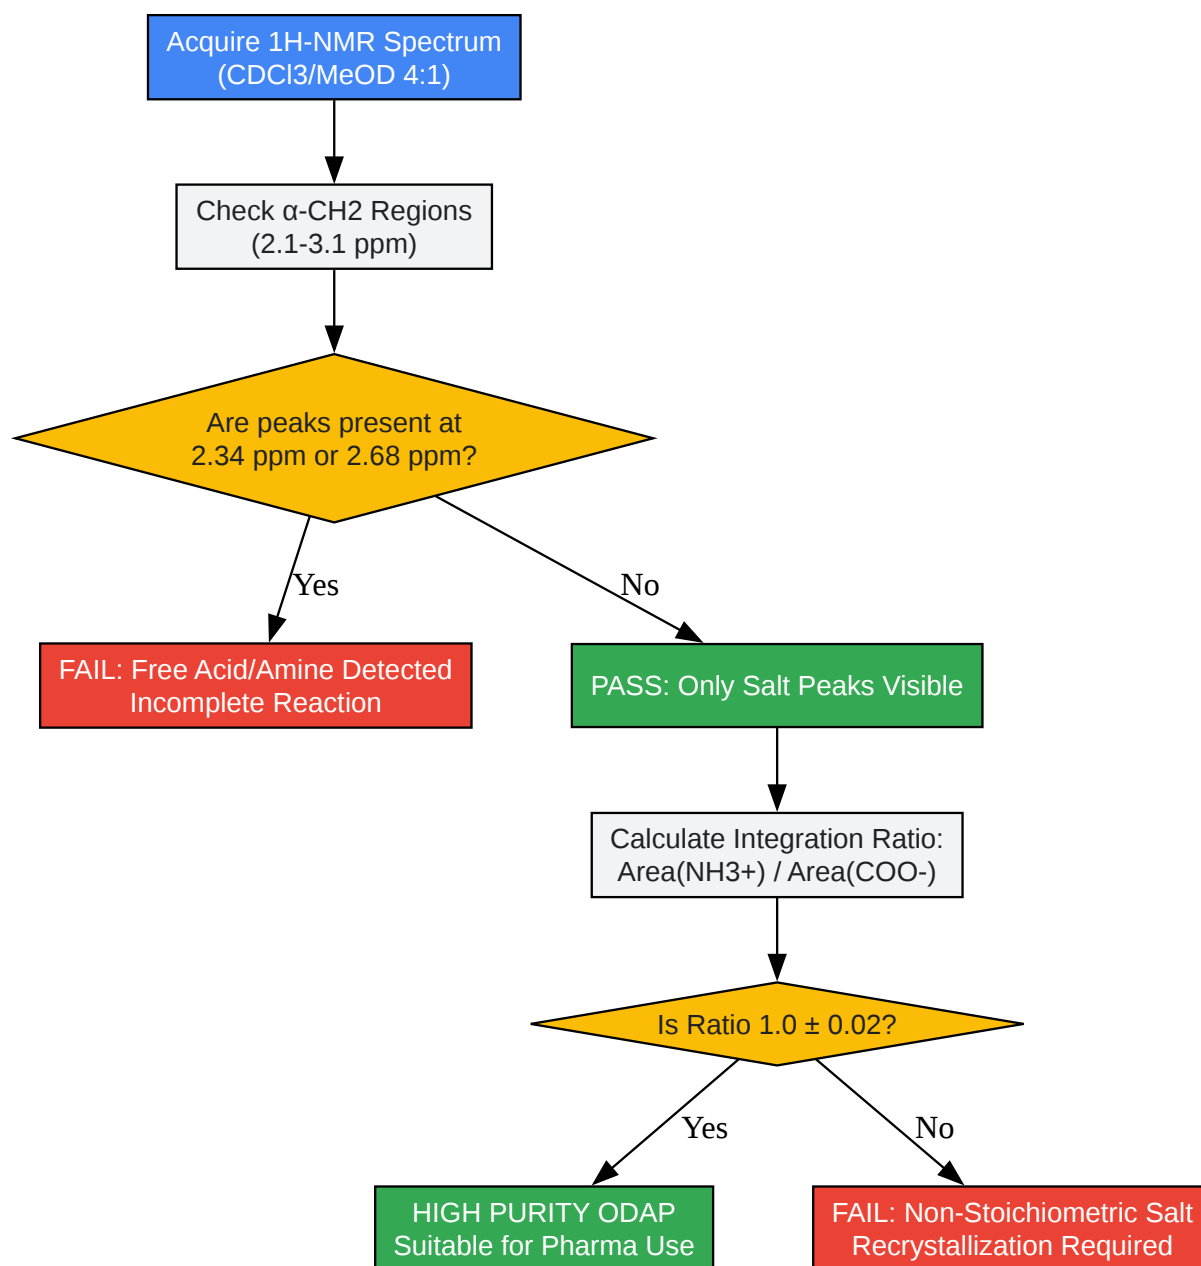 Acquire 1H-NMR Spectrum
(CDCl3/MeOD 4:1)
Check α-CH2 Regions
(2.1-3.1 ppm)
Are peaks present at
2.34 ppm or 2.68 ppm?
Yes
No
FAIL: Free Acid/Amine Detected
Incomplete Reaction
PASS: Only Salt Peaks Visible
Calculate Integration Ratio:
Area(NH3+) / Area(COO-)
Is Ratio 1.0 ± 0.02?
Yes
No
HIGH PURITY ODAP
Suitable for Pharma Use
FAIL: Non-Stoichiometric Salt
Recrystallization Required